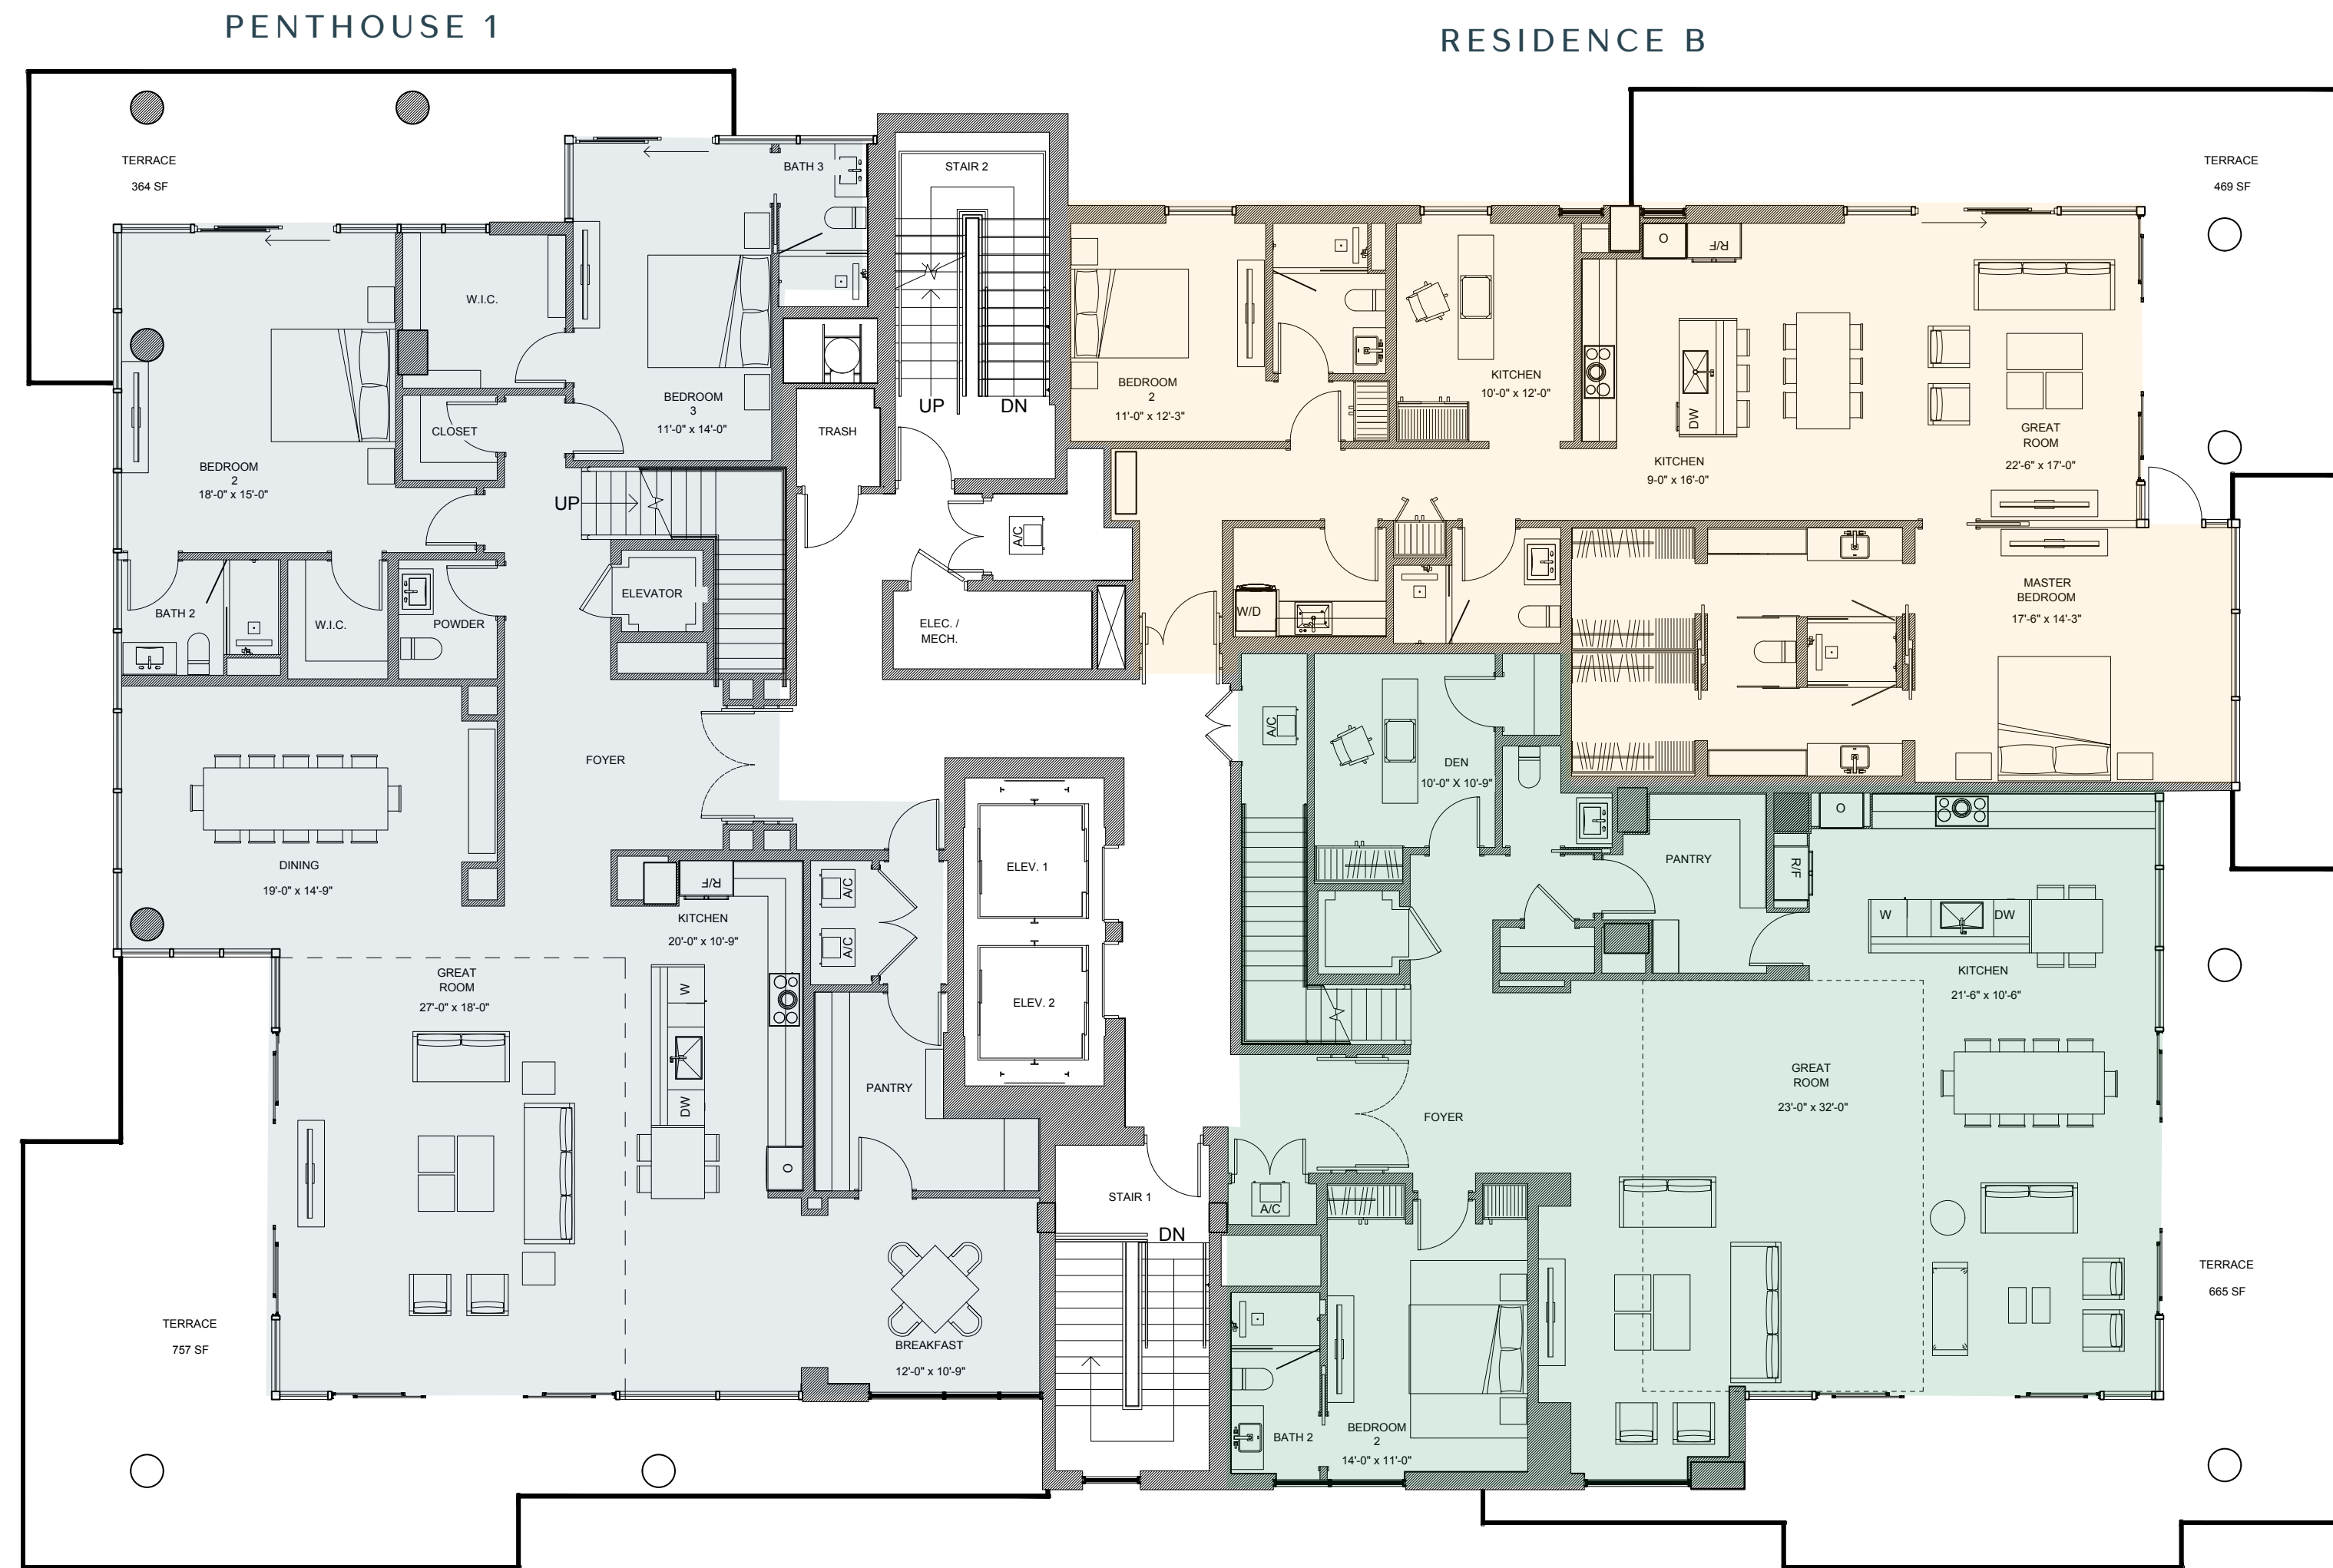 PENTHOUSE 1
RESIDENCE B
TERRACE
364 SF
BATH 3
STAIR 2
TERRACE
469 SF
O
R/F
W.I.C.
BEDROOM
2
11'-0" x 12'-3"
KITCHEN
10'-0" x 12'-0"
DW
BEDROOM
3
11'-0" x 14'-0"
UP
DN
CLOSET
TRASH
GREAT
ROOM
22'-6" x 17'-0"
KITCHEN
9-0" x 16'-0"
BEDROOM
2
18'-0" x 15'-0"
UP
A/C
ELEVATOR
MASTER
BEDROOM
17'-6" x 14'-3"
BATH 2
W.I.C.
POWDER
ELEC. /
MECH.
W/D
A/C
FOYER
DEN
10'-0" X 10'-9"
O
DINING
19'-0" x 14'-9"
R/F
A/C
ELEV. 1
PANTRY
R/F
KITCHEN
20'-0" x 10'-9"
A/C
W
DW
GREAT
ROOM
27'-0" x 18'-0"
W
ELEV. 2
KITCHEN
21'-6" x 10'-6"
DW
PANTRY
GREAT
ROOM
23'-0" x 32'-0"
FOYER
O
STAIR 1
A/C
DN
TERRACE
665 SF
TERRACE
757 SF
BREAKFAST
12'-0" x 10'-9"
BATH 2
BEDROOM
2
14'-0" x 11'-0"